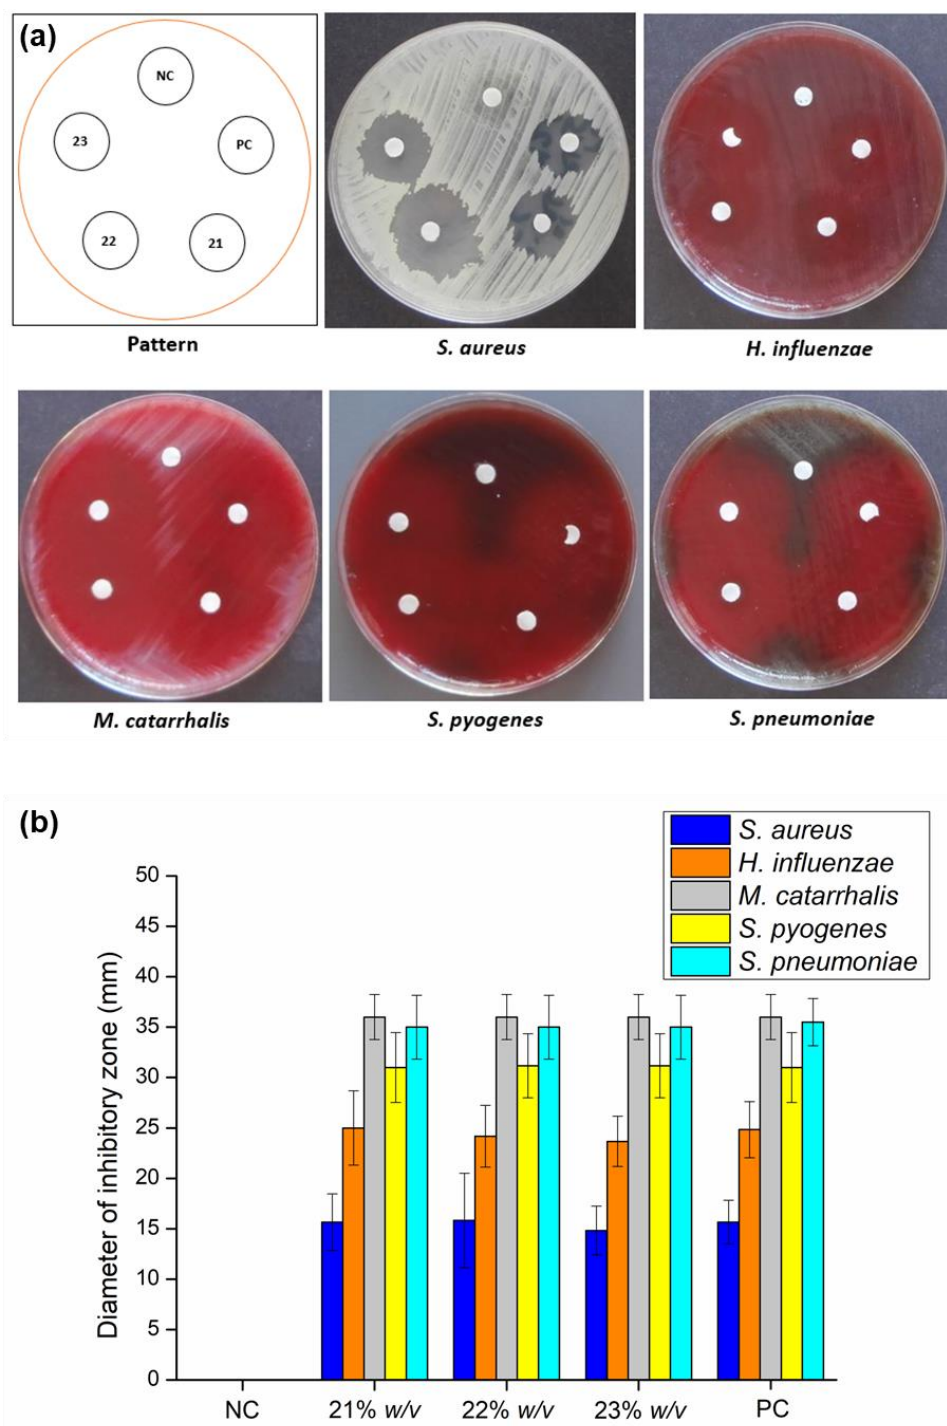 (a)
NC
23
PC
22
21
Pattern
S. aureus
H. influenzae
M. catarrhalis
S. pyogenes
S. pneumoniae
(b)
S. aureus
H. influenzae
M. catarrhalis
S. pyogenes
S. pneumoniae
Diameter of inhibitory zone (mm)
50
45
40
35
30
25
20
15
10
5
0
NC
21% w/v
22% w/v
23% w/v
PC